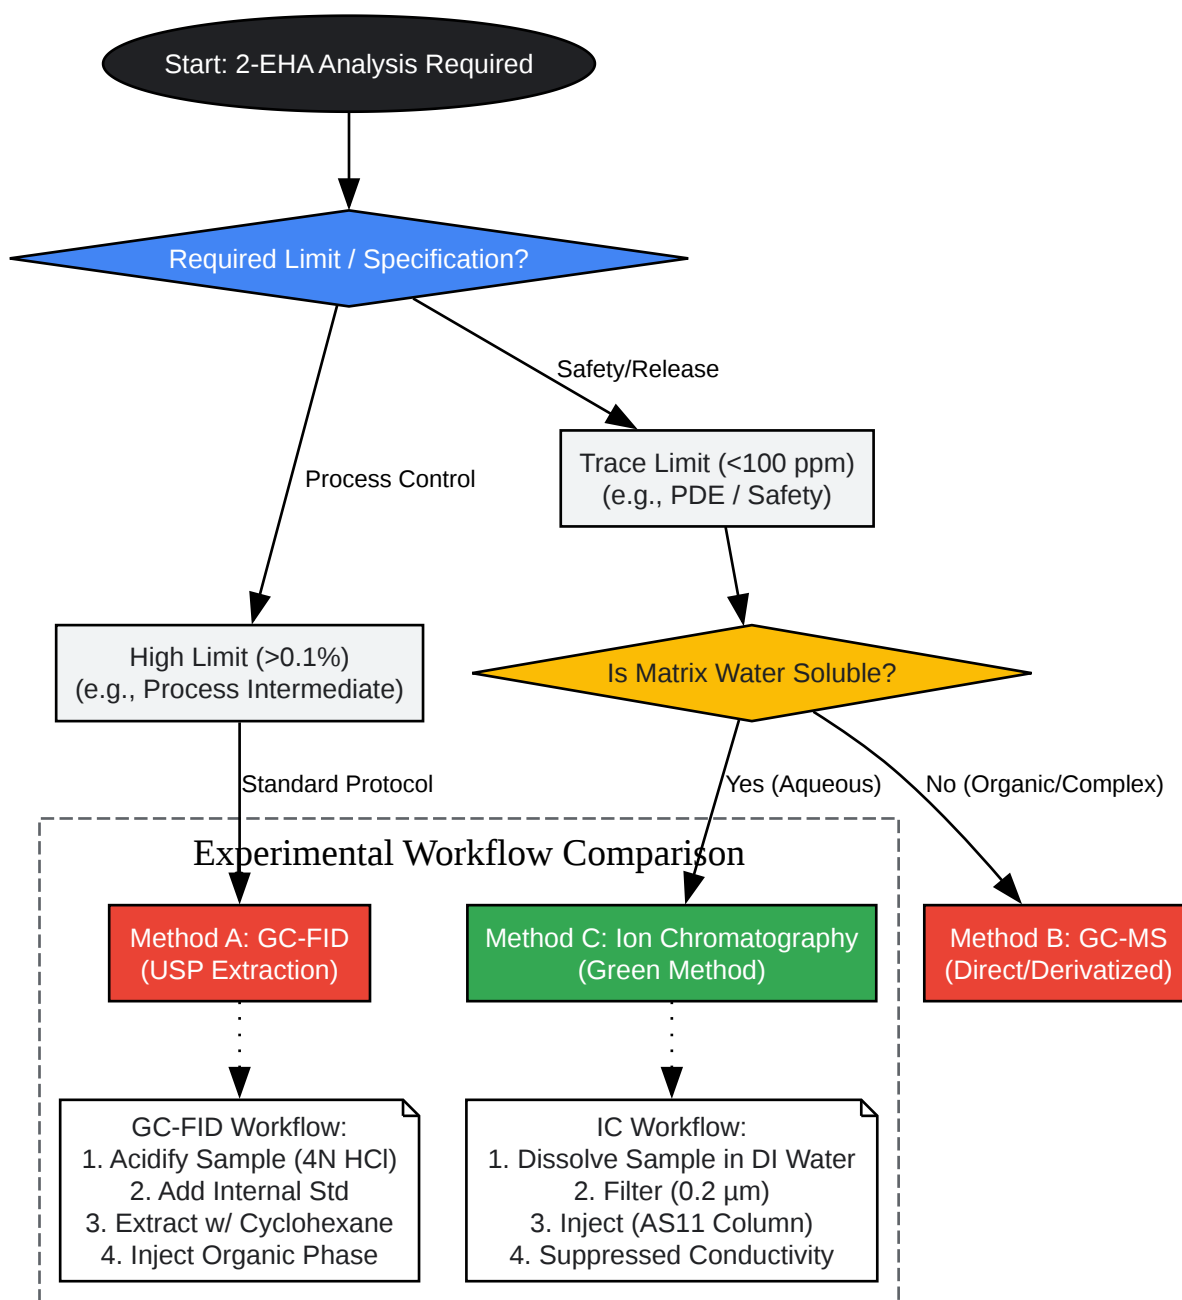 Start: 2-EHA Analysis Required
Required Limit / Specification?
Safety/Release
Process Control
Trace Limit (<100 ppm)
(e.g., PDE / Safety)
High Limit (>0.1%)
(e.g., Process Intermediate)
Is Matrix Water Soluble?
Standard Protocol
Yes (Aqueous)
No (Organic/Complex)
Experimental Workflow Comparison
Method A: GC-FID
(USP Extraction)
Method C: Ion Chromatography
(Green Method)
Method B: GC-MS
(Direct/Derivatized)
GC-FID Workflow:
1. Acidify Sample (4N HCl)
2. Add Internal Std
3. Extract w/ Cyclohexane
4. Inject Organic Phase
IC Workflow:
1. Dissolve Sample in DI Water
2. Filter (0.2 µm)
3. Inject (AS11 Column)
4. Suppressed Conductivity